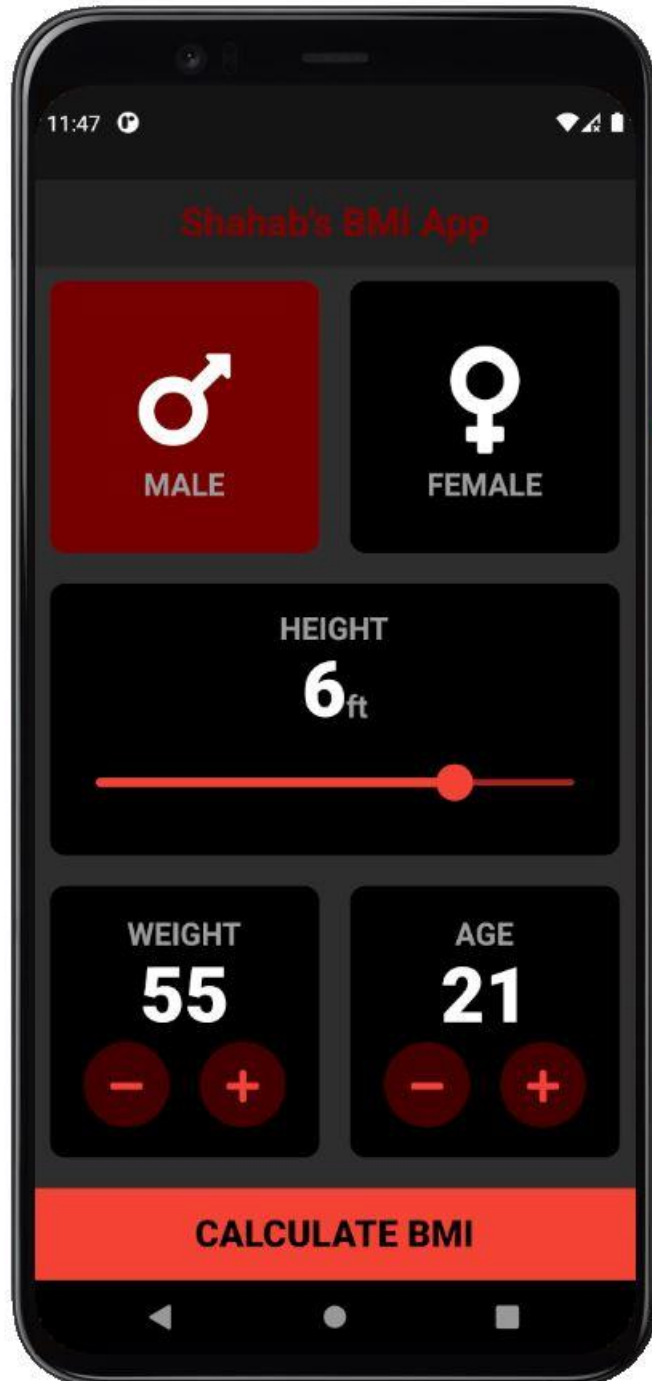 11:47
Shahab's BMI App
MALE
FEMALE
HEIGHT
6ft
WEIGHT
55
AGE
21
CALCULATE BMI